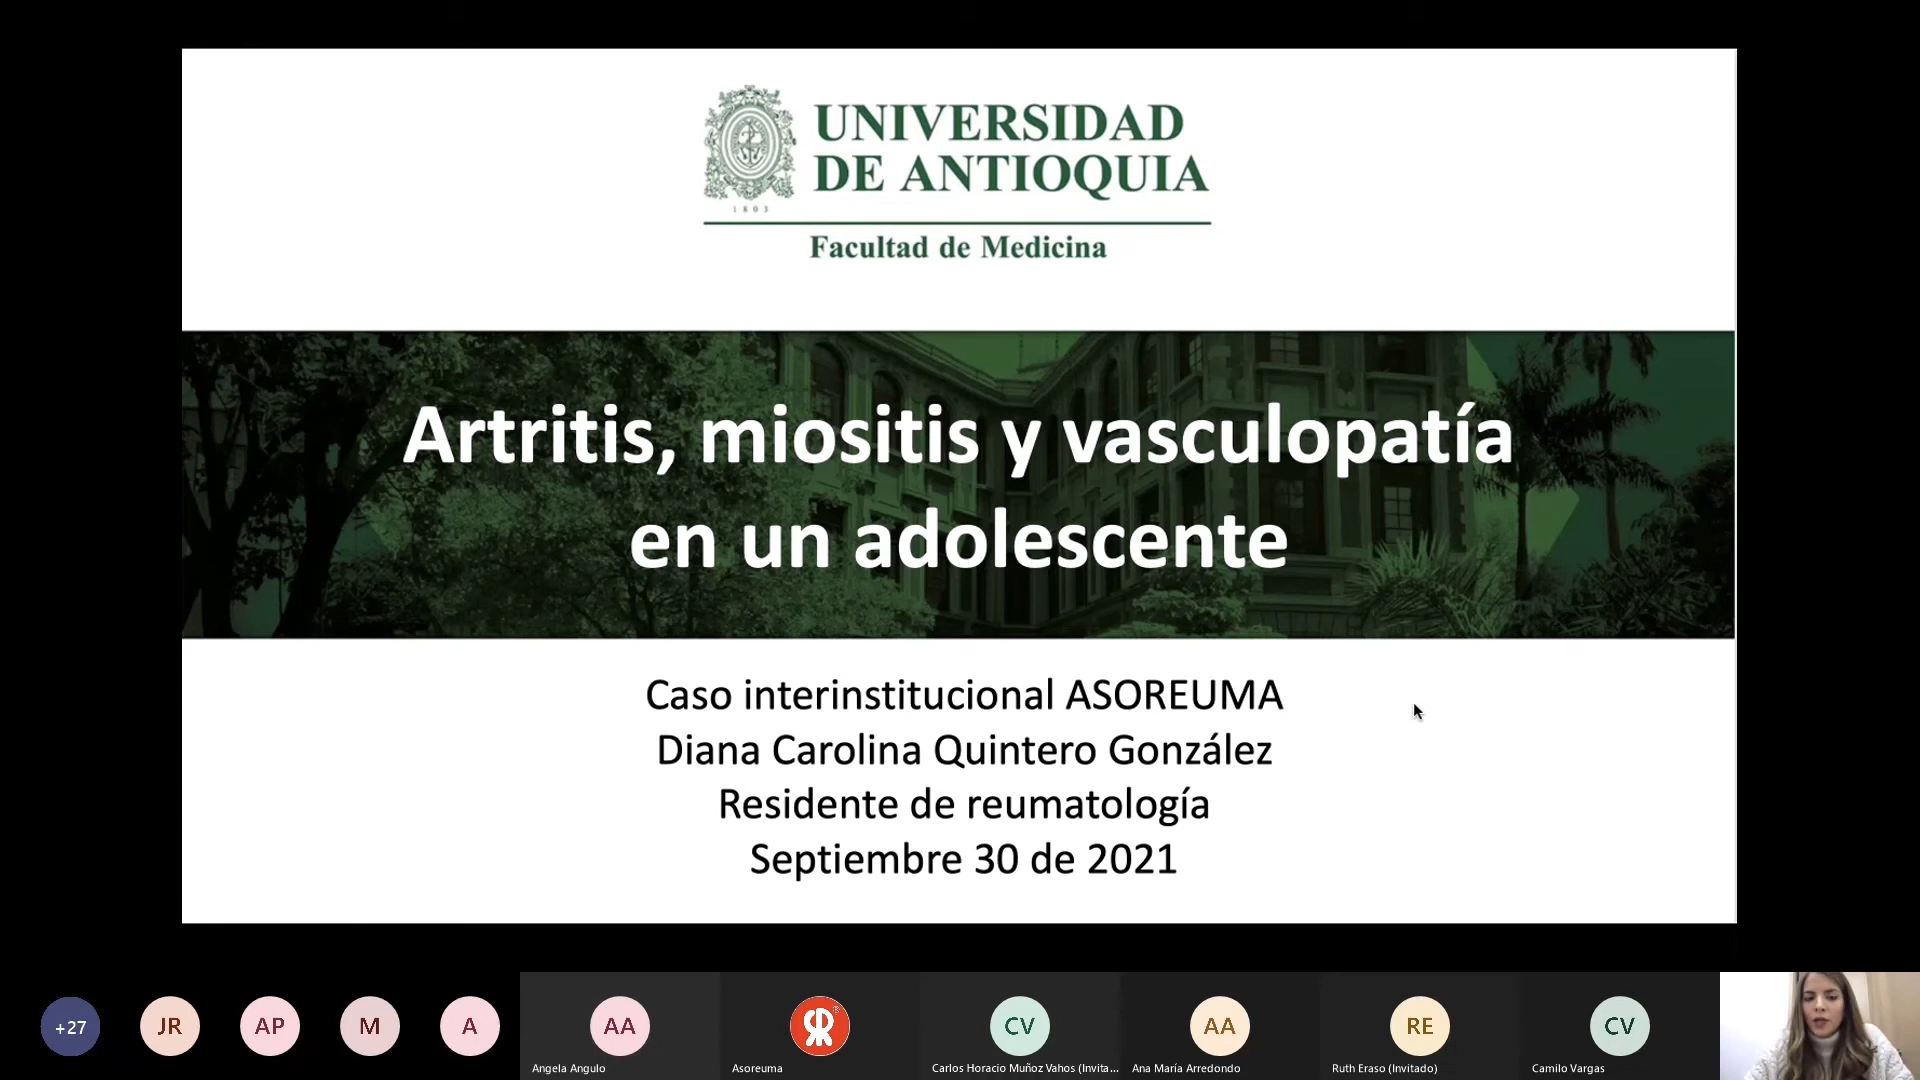 UNIVERSIDAD
DE ANTIOQUIA
1803
Facultad de Medicina
Artritis, miositis y vasculopatía
en un adolescente
Caso interinstitucional ASOREUMA
Diana Carolina Quintero González
Residente de reumatología
Septiembre 30 de 2021
+27
JR
AP
M
A
AA
CV
AA
RE
CV
Angela Angulo
Asoreuma
Carlos Horacio Muñoz Vahos (Invita...
Ana María Arredondo
Ruth Eraso (Invitado)
Camilo Vargas